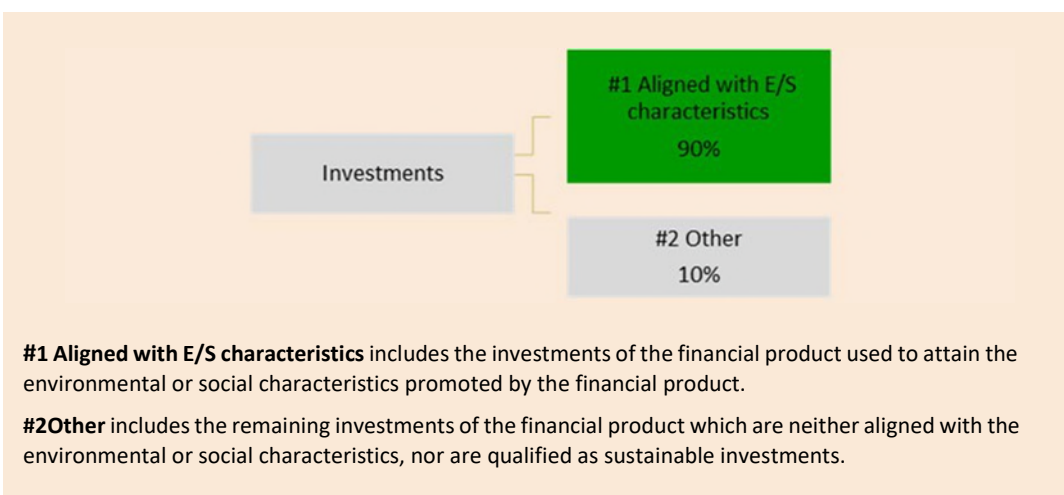 #1 Aligned with E/S
characteristics
90%
Investments
#2 Other
10%
#1 Aligned with E/S characteristics includes the investments of the financial product used to attain the
environmental or social characteristics promoted by the financial product.
#2Other includes the remaining investments of the financial product which are neither aligned with the
environmental or social characteristics, nor are qualified as sustainable investments.